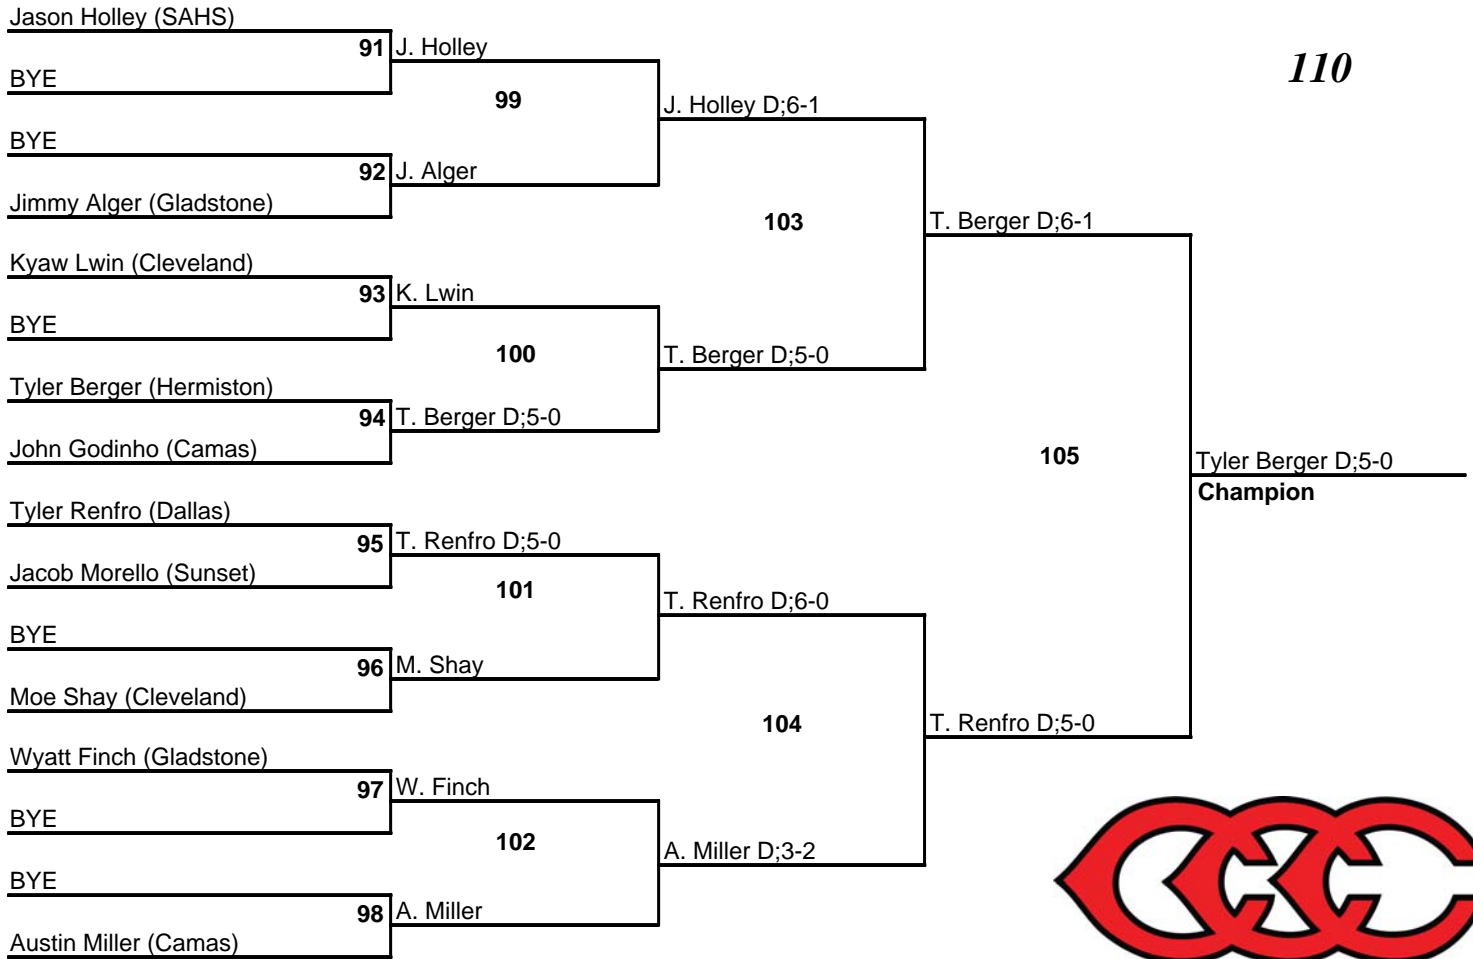 Jason Holley (SAHS)
91 J. Holley
BYE
110
99
J. Holley D;6-1
BYE
92 J. Alger
Jimmy Alger (Gladstone)
103
T. Berger D;6-1
Kyaw Lwin (Cleveland)
93 K. Lwin
BYE
100
T. Berger D;5-0
Tyler Berger (Hermiston)
94 T. Berger D;5-0
John Godinho (Camas)
105
Tyler Berger D;5-0
Champion
Tyler Renfro (Dallas)
95 T. Renfro D;5-0
Jacob Morello (Sunset)
101
T. Renfro D;6-0
BYE
96 M. Shay
Moe Shay (Cleveland)
104
T. Renfro D;5-0
Wyatt Finch (Gladstone)
97 W. Finch
BYE
102
A. Miller D;3-2
BYE
98 A. Miller
Austin Miller (Camas)
CCC